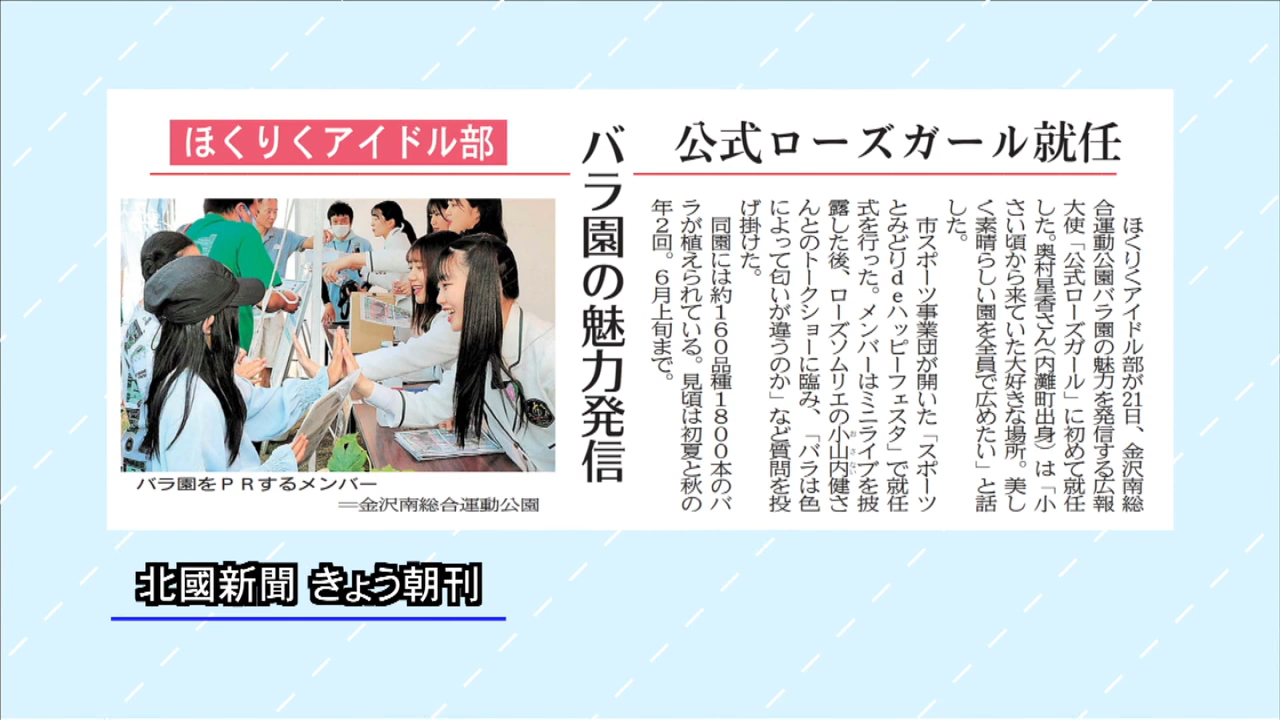 ほくりくアイドル部
公式ローズガール就任
バラ園の魅力発信
ほくりくアイドル部が21日、金沢南総
合運動公園バラ園の魅力を発信する広報
大使「公式ローズガール」に初めて就任
した。奥村星香さん(内灘町出身)は「小
さい頃から来ていた大好きな場所。美し
く素晴らしい園を全員で広めたい」と話
した。
市スポーツ事業団が開いた「スポーツ
とみどりdeハッピーフェスタ」で就任
式を行った。メンバーはミニライブを披
露した後、ローズソムリエの小山内健さ
おさない
んとのトークショーに臨み、「バラは色
によって匂いが違うのか」など質問を投
げ掛けた。
同園には約160品種1800本のバ
ラが植えられている。見頃は初夏と秋の
年2回。6月上旬まで。
バラ園をPRするメンバー
=金沢南総合運動公園
北國新聞 きょう朝刊